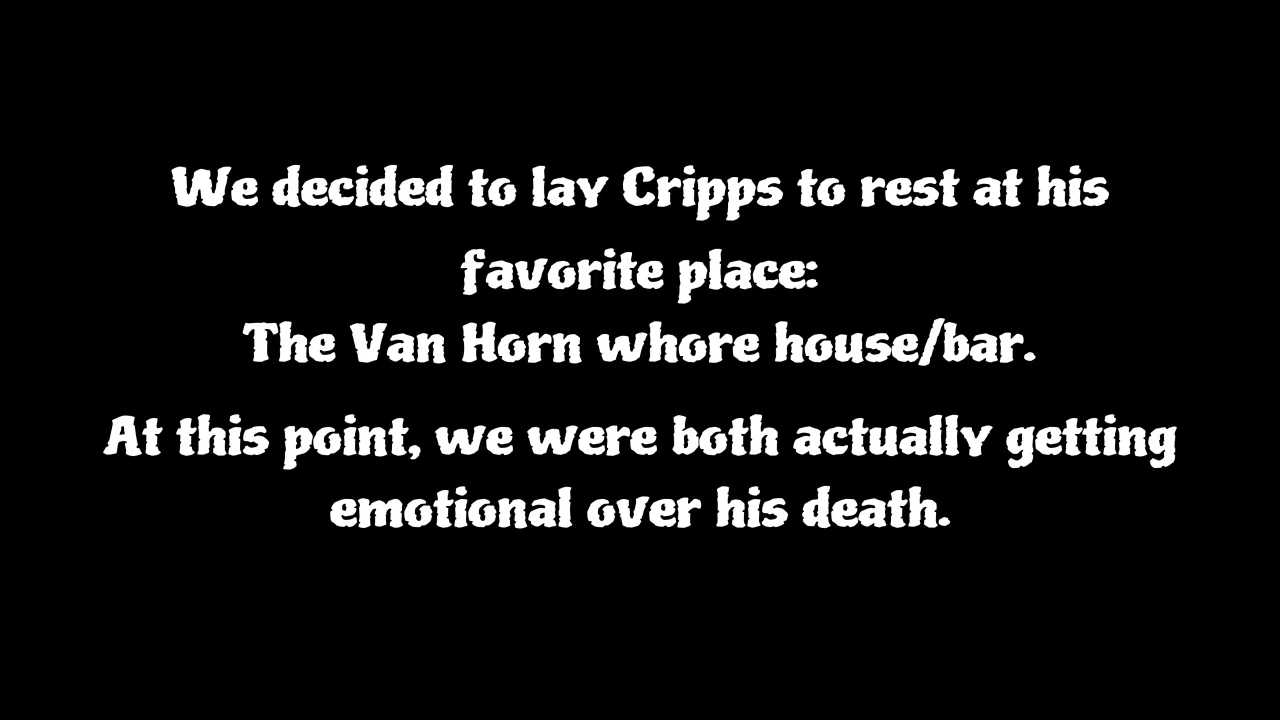 We decided to lay Cripps to rest at his
favorite place:
The Van Horn whore house/bar.
At this point, we were both actually getting
emotional over his death.